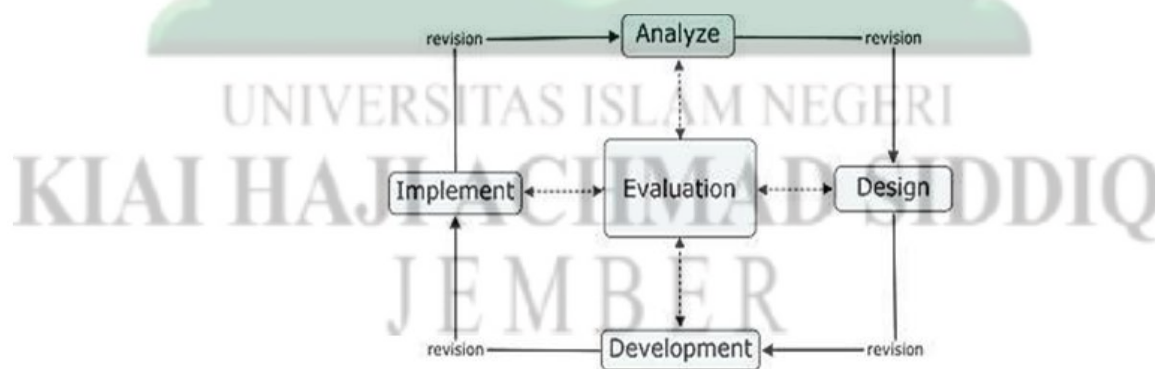 revision Analyze revision
UNIVERSITAS ISLAM NEGERI
KIAI HAJI ACHMAD SIDDIQ
Implement Evaluation Design
JEMBER
revision Development revision